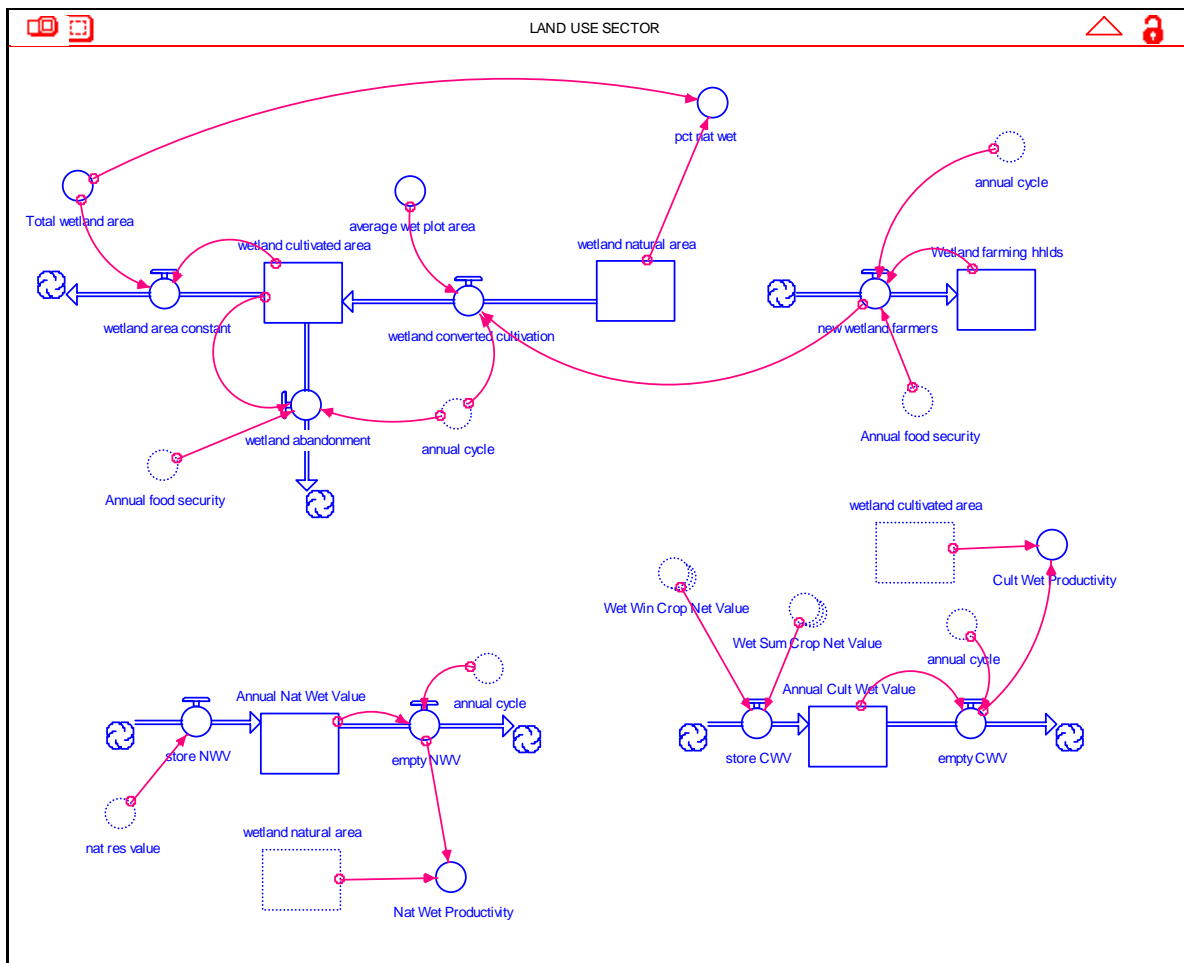 LAND USE SECTOR
pct nat wet
annual cycle
Total wetland area
average wet plot area
wetland cultivated area
wetland natural area
Wetland farming hhlds
wetland area constant
wetland converted cultivation
new wetland farmers
wetland abandonment
annual cycle
Annual food security
Annual food security
wetland cultivated area
Cult Wet Productivity
Wet Win Crop Net Value
Wet Sum Crop Net Value
annual cycle
Annual Nat Wet Value
annual cycle
Annual Cult Wet Value
store NWV
empty NWV
store CWV
empty CWV
nat res value
wetland natural area
Nat Wet Productivity